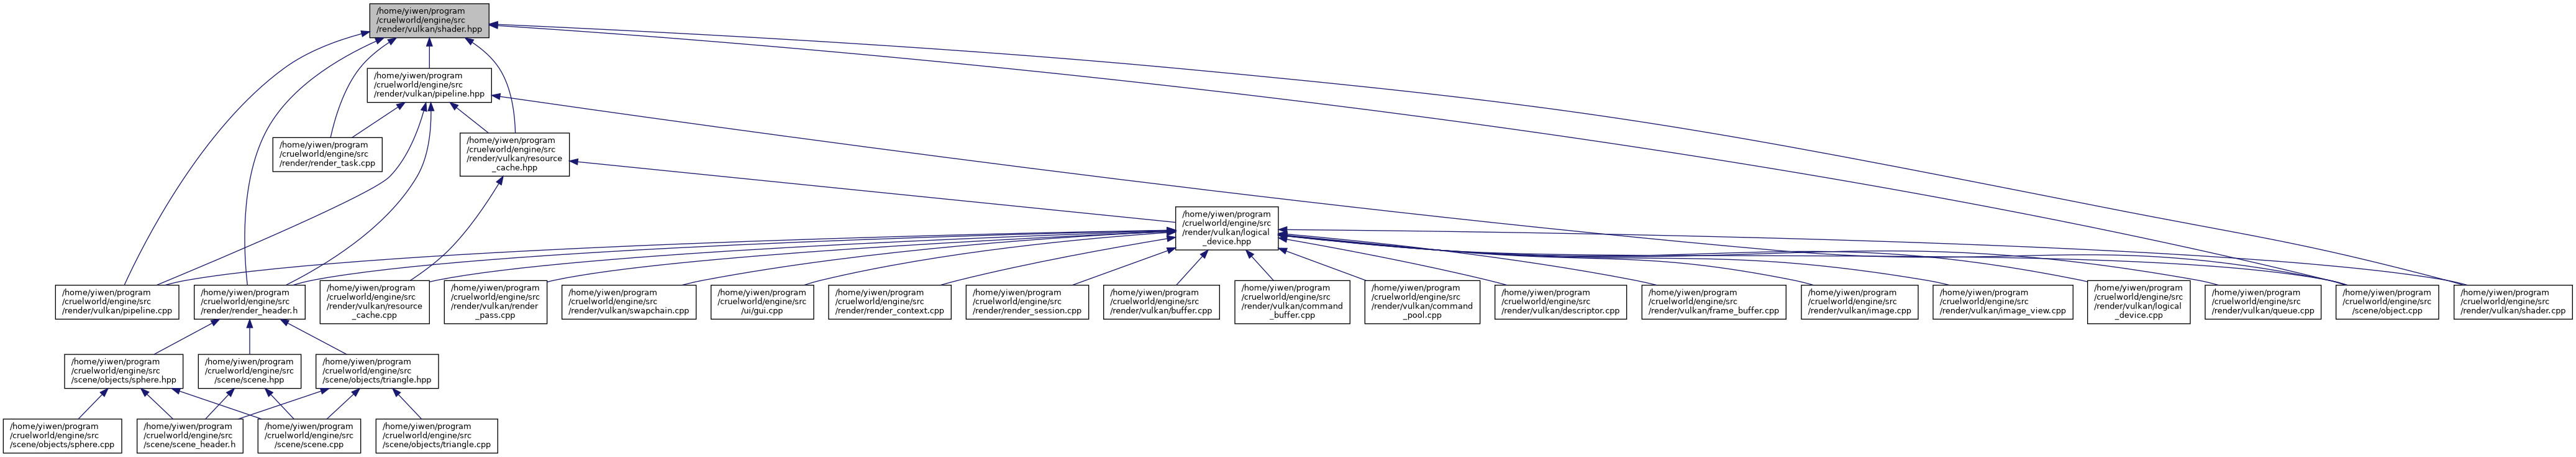 /home/yiwen/program
/cruelworld/engine/src
/render/vulkan/shader.hpp
/home/yiwen/program
/cruelworld/engine/src
/render/vulkan/pipeline.hpp
/home/yiwen/program
/cruelworld/engine/src
/render/render_task.cpp
/home/yiwen/program
/cruelworld/engine/src
/render/vulkan/resource
_cache.hpp
/home/yiwen/program
/cruelworld/engine/src
/render/vulkan/logical
_device.hpp
/home/yiwen/program
/cruelworld/engine/src
/render/vulkan/pipeline.cpp
/home/yiwen/program
/cruelworld/engine/src
/render/render_header.h
/home/yiwen/program
/cruelworld/engine/src
/render/vulkan/resource
_cache.cpp
/home/yiwen/program
/cruelworld/engine/src
/render/vulkan/render
_pass.cpp
/home/yiwen/program
/cruelworld/engine/src
/render/vulkan/swapchain.cpp
/home/yiwen/program
/cruelworld/engine/src
/ui/gui.cpp
/home/yiwen/program
/cruelworld/engine/src
/render/render_context.cpp
/home/yiwen/program
/cruelworld/engine/src
/render/render_session.cpp
/home/yiwen/program
/cruelworld/engine/src
/render/vulkan/buffer.cpp
/home/yiwen/program
/cruelworld/engine/src
/render/vulkan/command
_buffer.cpp
/home/yiwen/program
/cruelworld/engine/src
/render/vulkan/command
_pool.cpp
/home/yiwen/program
/cruelworld/engine/src
/render/vulkan/descriptor.cpp
/home/yiwen/program
/cruelworld/engine/src
/render/vulkan/frame_buffer.cpp
/home/yiwen/program
/cruelworld/engine/src
/render/vulkan/image.cpp
/home/yiwen/program
/cruelworld/engine/src
/render/vulkan/image_view.cpp
/home/yiwen/program
/cruelworld/engine/src
/render/vulkan/logical
_device.cpp
/home/yiwen/program
/cruelworld/engine/src
/render/vulkan/queue.cpp
/home/yiwen/program
/cruelworld/engine/src
/scene/object.cpp
/home/yiwen/program
/cruelworld/engine/src
/render/vulkan/shader.cpp
/home/yiwen/program
/cruelworld/engine/src
/scene/objects/sphere.hpp
/home/yiwen/program
/cruelworld/engine/src
/scene/scene.hpp
/home/yiwen/program
/cruelworld/engine/src
/scene/objects/triangle.hpp
/home/yiwen/program
/cruelworld/engine/src
/scene/objects/sphere.cpp
/home/yiwen/program
/cruelworld/engine/src
/scene/scene_header.h
/home/yiwen/program
/cruelworld/engine/src
/scene/scene.cpp
/home/yiwen/program
/cruelworld/engine/src
/scene/objects/triangle.cpp